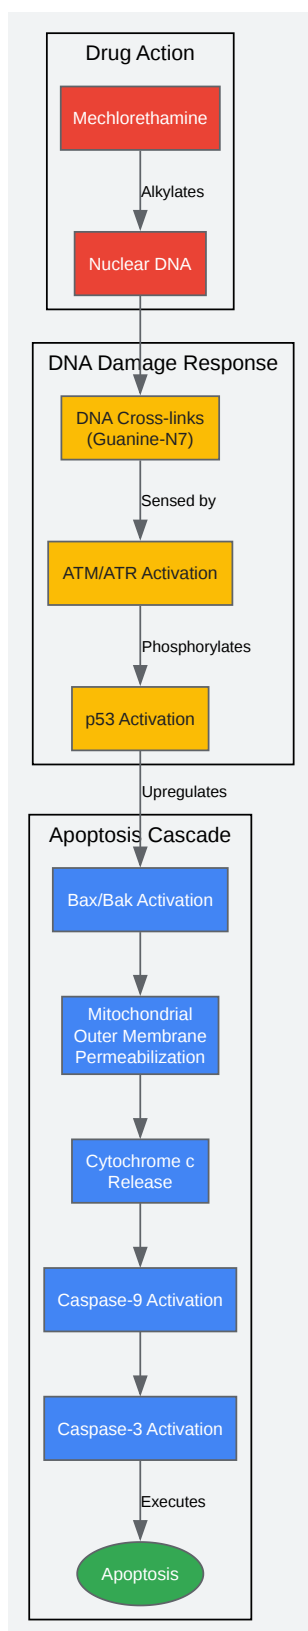 Drug Action
Mechlorethamine
Alkylates
Nuclear DNA
DNA Damage Response
DNA Cross-links
(Guanine-N7)
Sensed by
ATM/ATR Activation
Phosphorylates
p53 Activation
Upregulates
Apoptosis Cascade
Bax/Bak Activation
Mitochondrial
Outer Membrane
Permeabilization
Cytochrome c
Release
Caspase-9 Activation
Caspase-3 Activation
Executes
Apoptosis